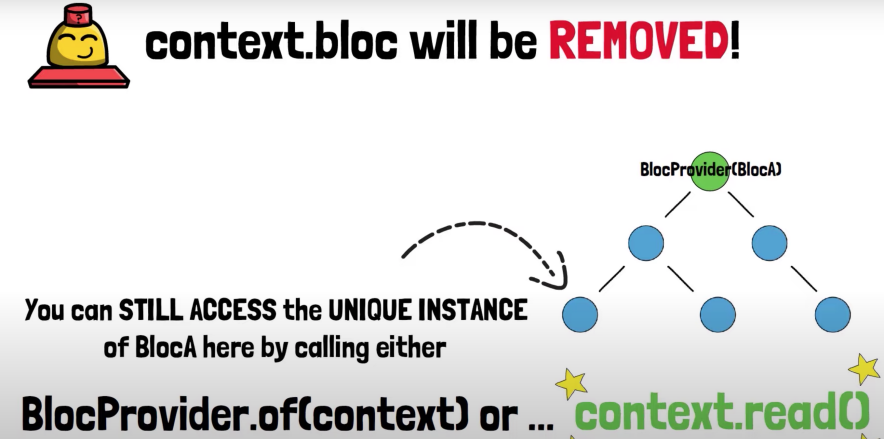 ?
context.bloc will be REMOVED!
BlocProvider(BlocA)
You can STILL ACCESS the UNIQUE INSTANCE
of BlocA here by calling either
BlocProvider.of(context) or ... context.read()